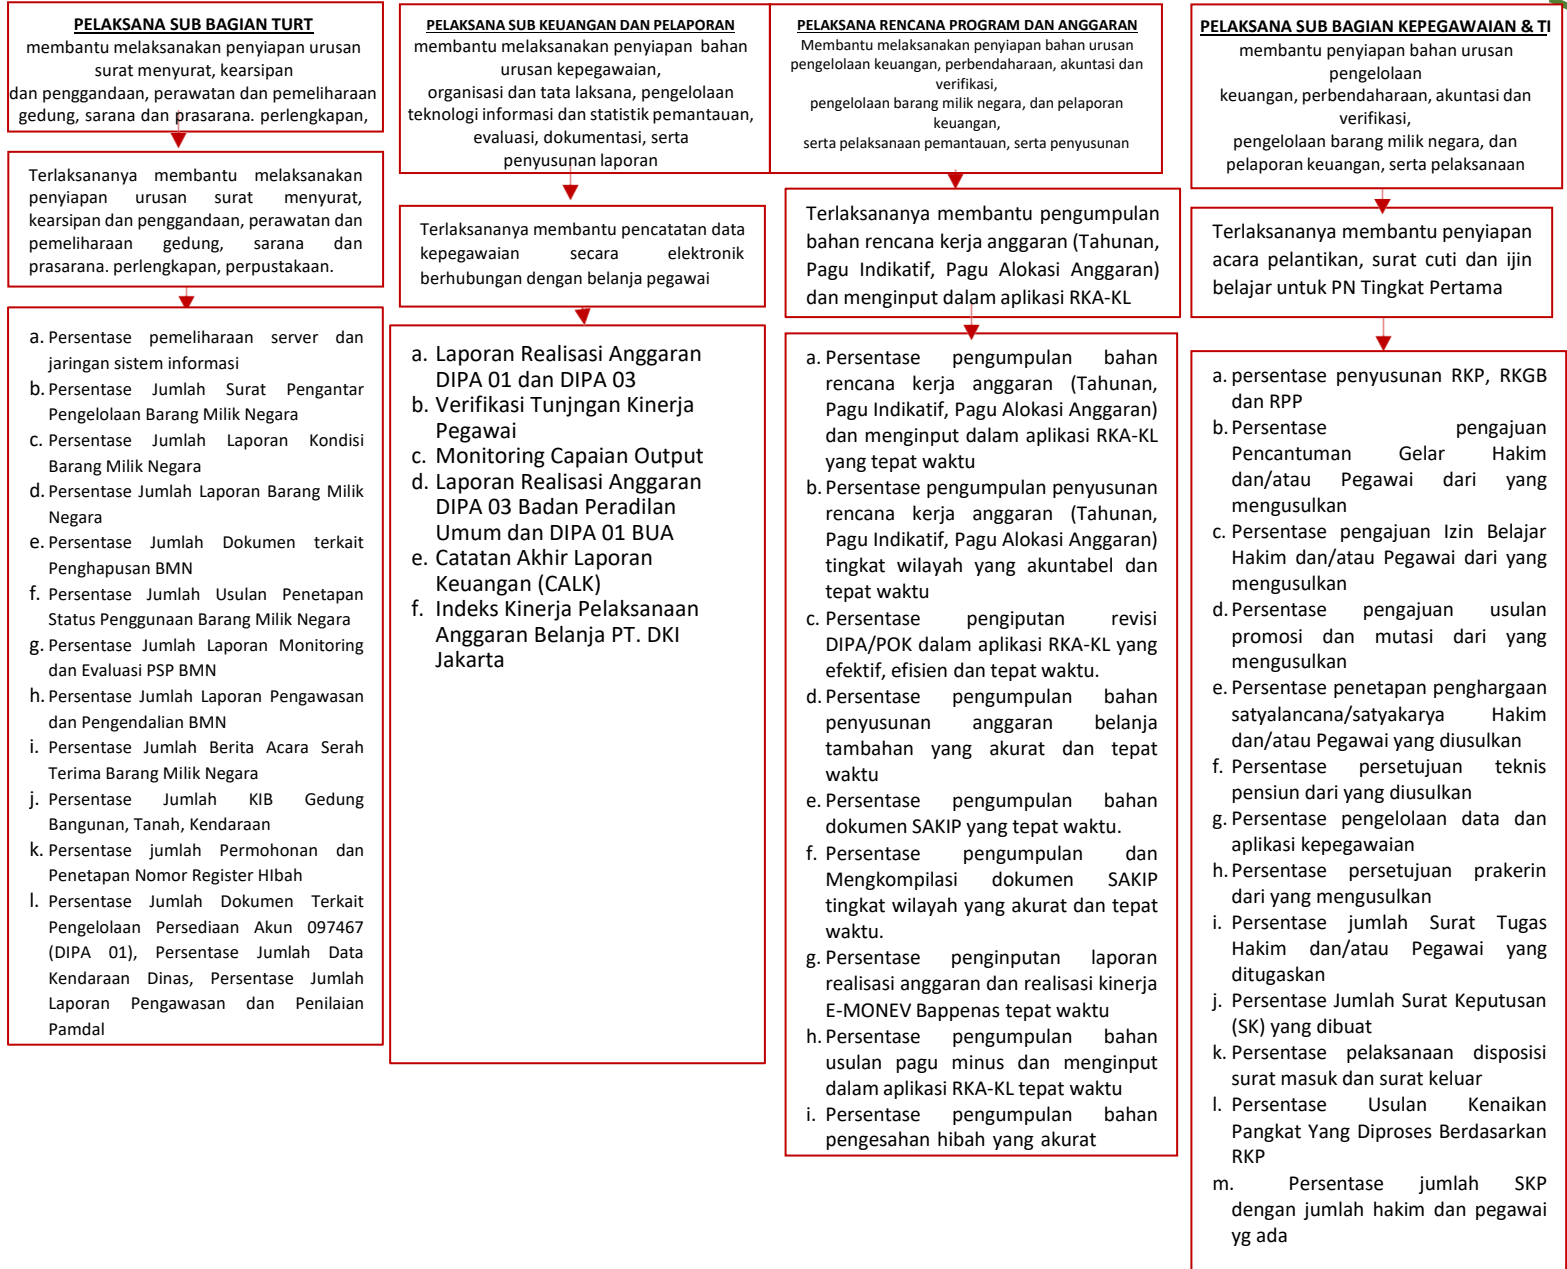 PELAKSANA SUB BAGIAN TURT
membantu melaksanakan penyiapan urusan
surat menyurat, kearsipan
dan penggandaan, perawatan dan pemeliharaan
gedung, sarana dan prasarana. perlengkapan,
Terlaksananya membantu melaksanakan
penyiapan urusan surat menyurat,
kearsipan dan penggandaan, perawatan dan
pemeliharaan gedung, sarana dan
prasarana. perlengkapan, perpustakaan.
a. Persentase pemeliharaan server dan
jaringan sistem informasi
b. Persentase Jumlah Surat Pengantar
Pengelolaan Barang Milik Negara
c. Persentase Jumlah Laporan Kondisi
Barang Milik Negara
d. Persentase Jumlah Laporan Barang Milik
Negara
e. Persentase Jumlah Dokumen terkait
Penghapusan BMN
f. Persentase Jumlah Usulan Penetapan
Status Penggunaan Barang Milik Negara
g. Persentase Jumlah Laporan Monitoring
dan Evaluasi PSP BMN
h. Persentase Jumlah Laporan Pengawasan
dan Pengendalian BMN
i. Persentase Jumlah Berita Acara Serah
Terima Barang Milik Negara
j. Persentase Jumlah KIB Gedung
Bangunan, Tanah, Kendaraan
k. Persentase jumlah Permohonan dan
Penetapan Nomor Register HIbah
l. Persentase Jumlah Dokumen Terkait
Pengelolaan Persediaan Akun 097467
(DIPA 01), Persentase Jumlah Data
Kendaraan Dinas, Persentase Jumlah
Laporan Pengawasan dan Penilaian
Pamdal
PELAKSANA SUB KEUANGAN DAN PELAPORAN
membantu melaksanakan penyiapan bahan
urusan kepegawaian,
organisasi dan tata laksana, pengelolaan
teknologi informasi dan statistik pemantauan,
evaluasi, dokumentasi, serta
penyusunan laporan
Terlaksananya membantu pencatatan data
kepegawaian secara elektronik
berhubungan dengan belanja pegawai
a. Laporan Realisasi Anggaran
DIPA 01 dan DIPA 03
b. Verifikasi Tunjngan Kinerja
Pegawai
c. Monitoring Capaian Output
d. Laporan Realisasi Anggaran
DIPA 03 Badan Peradilan
Umum dan DIPA 01 BUA
e. Catatan Akhir Laporan
Keuangan (CALK)
f. Indeks Kinerja Pelaksanaan
Anggaran Belanja PT. DKI
Jakarta
PELAKSANA RENCANA PROGRAM DAN ANGGARAN
Membantu melaksanakan penyiapan bahan urusan
pengelolaan keuangan, perbendaharaan, akuntasi dan
verifikasi,
pengelolaan barang milik negara, dan pelaporan
keuangan,
serta pelaksanaan pemantauan, serta penyusunan
Terlaksananya membantu pengumpulan
bahan rencana kerja anggaran (Tahunan,
Pagu Indikatif, Pagu Alokasi Anggaran)
dan menginput dalam aplikasi RKA-KL
a. Persentase pengumpulan bahan
rencana kerja anggaran (Tahunan,
Pagu Indikatif, Pagu Alokasi Anggaran)
dan menginput dalam aplikasi RKA-KL
yang tepat waktu
b. Persentase pengumpulan penyusunan
rencana kerja anggaran (Tahunan,
Pagu Indikatif, Pagu Alokasi Anggaran)
tingkat wilayah yang akuntabel dan
tepat waktu
c. Persentase pengiputan revisi
DIPA/POK dalam aplikasi RKA-KL yang
efektif, efisien dan tepat waktu.
d. Persentase pengumpulan bahan
penyusunan anggaran belanja
tambahan yang akurat dan tepat
waktu
e. Persentase pengumpulan bahan
dokumen SAKIP yang tepat waktu.
f. Persentase pengumpulan dan
Mengkompilasi dokumen SAKIP
tingkat wilayah yang akurat dan tepat
waktu.
g. Persentase penginputan laporan
realisasi anggaran dan realisasi kinerja
E-MONEV Bappenas tepat waktu
h. Persentase pengumpulan bahan
usulan pagu minus dan menginput
dalam aplikasi RKA-KL tepat waktu
i. Persentase pengumpulan bahan
pengesahan hibah yang akurat
PELAKSANA SUB BAGIAN KEPEGAWAIAN & TI
membantu penyiapan bahan urusan
pengelolaan
keuangan, perbendaharaan, akuntasi dan
verifikasi,
pengelolaan barang milik negara, dan
pelaporan keuangan, serta pelaksanaan
Terlaksananya membantu penyiapan
acara pelantikan, surat cuti dan ijin
belajar untuk PN Tingkat Pertama
a. persentase penyusunan RKP, RKGB
dan RPP
b. Persentase pengajuan
Pencantuman Gelar Hakim
dan/atau Pegawai dari yang
mengusulkan
c. Persentase pengajuan Izin Belajar
Hakim dan/atau Pegawai dari yang
mengusulkan
d. Persentase pengajuan usulan
promosi dan mutasi dari yang
mengusulkan
e. Persentase penetapan penghargaan
satyalancana/satyakarya Hakim
dan/atau Pegawai yang diusulkan
f. Persentase persetujuan teknis
pensiun dari yang diusulkan
g. Persentase pengelolaan data dan
aplikasi kepegawaian
h. Persentase persetujuan prakerin
dari yang mengusulkan
i. Persentase jumlah Surat Tugas
Hakim dan/atau Pegawai yang
ditugaskan
j. Persentase Jumlah Surat Keputusan
(SK) yang dibuat
k. Persentase pelaksanaan disposisi
surat masuk dan surat keluar
l. Persentase Usulan Kenaikan
Pangkat Yang Diproses Berdasarkan
RKP
m. Persentase jumlah SKP
dengan jumlah hakim dan pegawai
yg ada